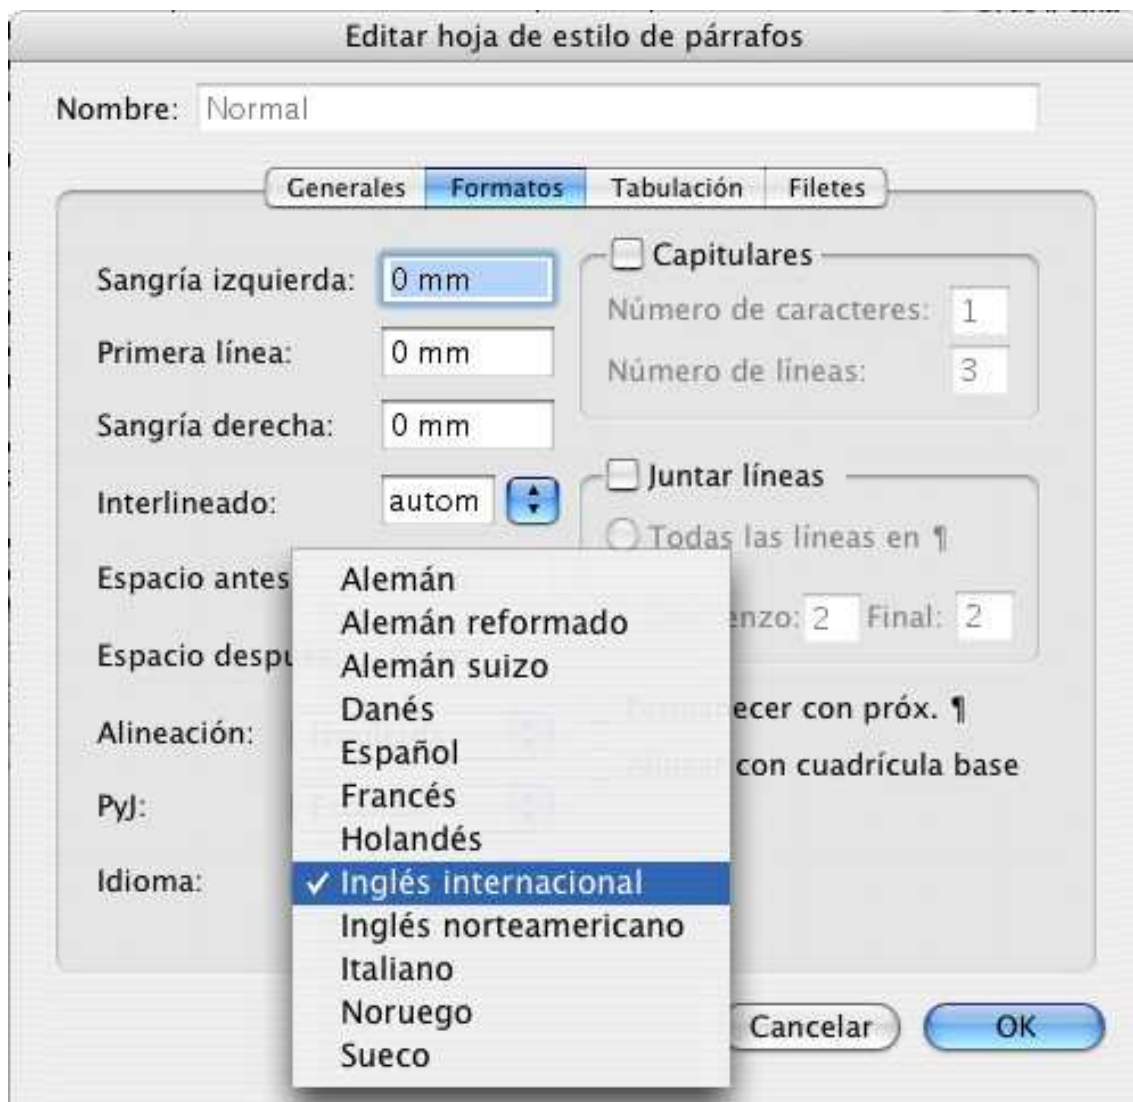 Editar hoja de estilo de párrafos
Nombre: Normal
Generales Formatos Tabulación Filetes
Sangría izquierda: 0 mm
Primera línea: 0 mm
Sangría derecha: 0 mm
Interlineado: autom
Espacio antes
Espacio despu
Alineación:
PyJ:
Idioma:
Capitulares
Número de caracteres: 1
Número de líneas: 3
Juntar líneas
Todas las líneas en ¶
enzo: 2 Final: 2
ecer con próx. ¶
con cuadrícula base
Alemán
Alemán reformado
Alemán suizo
Danés
Español
Francés
Holandés
✓ Inglés internacional
Inglés norteamericano
Italiano
Noruego
Sueco
Cancelar OK